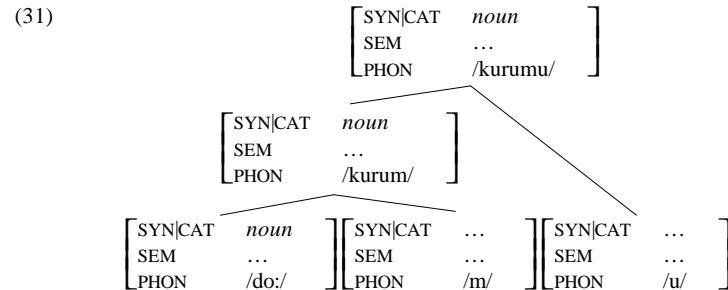 (31)
SYN|CAT noun
SEM …
PHON /kurumu/
SYN|CAT noun
SEM …
PHON /kurum/
SYN|CAT noun
SEM …
PHON /do:/
SYN|CAT …
SEM …
PHON /m/
SYN|CAT …
SEM …
PHON /u/